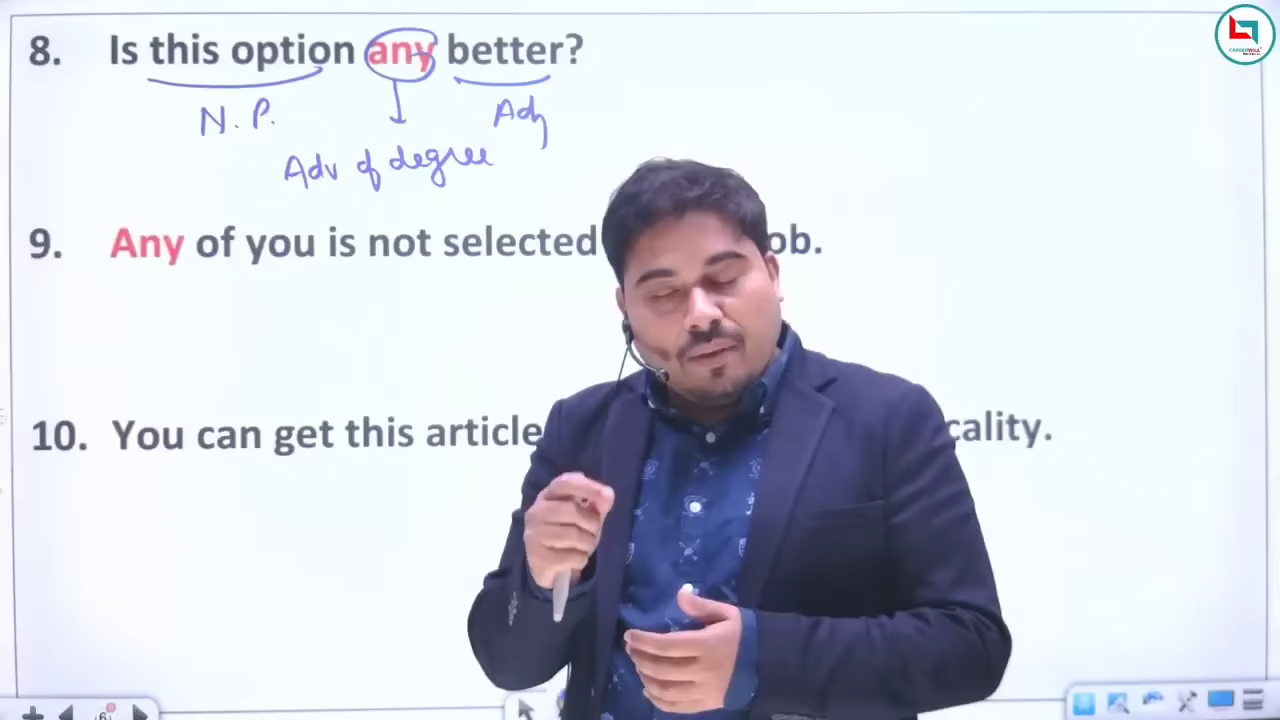 8. Is this option any better?
N. P.
Adj
Adv of degree
9. Any of you is not selected ob.
10. You can get this article cality.
CAREERWILL